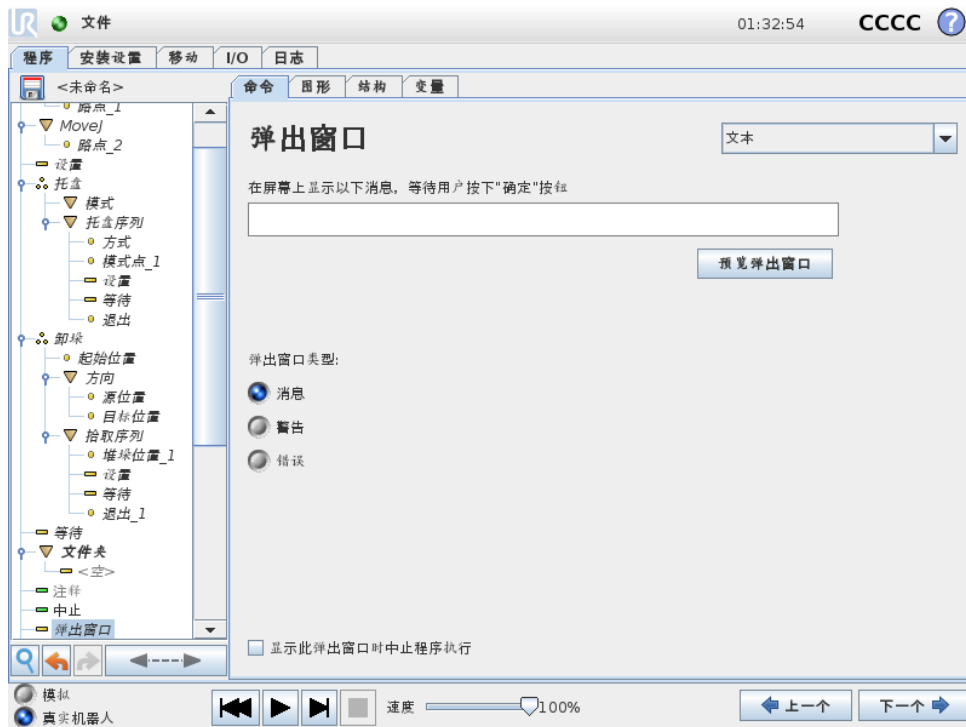 UR 文件 01:32:54 CCCC ?
程序 安装设置 移动 I/O 日志
<未命名>
命令 图形 结构 变量
路点_1
MoveJ
路点_2
设置
托盘
模式
托盘序列
方式
模式点_1
设置
等待
退出
卸垛
起始位置
方向
源位置
目标位置
拾取序列
堆垛位置_1
设置
等待
退出_1
等待
文件夹
<空>
注释
中止
弹出窗口
弹出窗口
文本
在屏幕上显示以下消息，等待用户按下"确定"按钮
预览弹出窗口
弹出窗口类型:
消息
警告
错误
显示此弹出窗口时中止程序执行
模拟
真实机器人
速度 100%
上一个 下一个